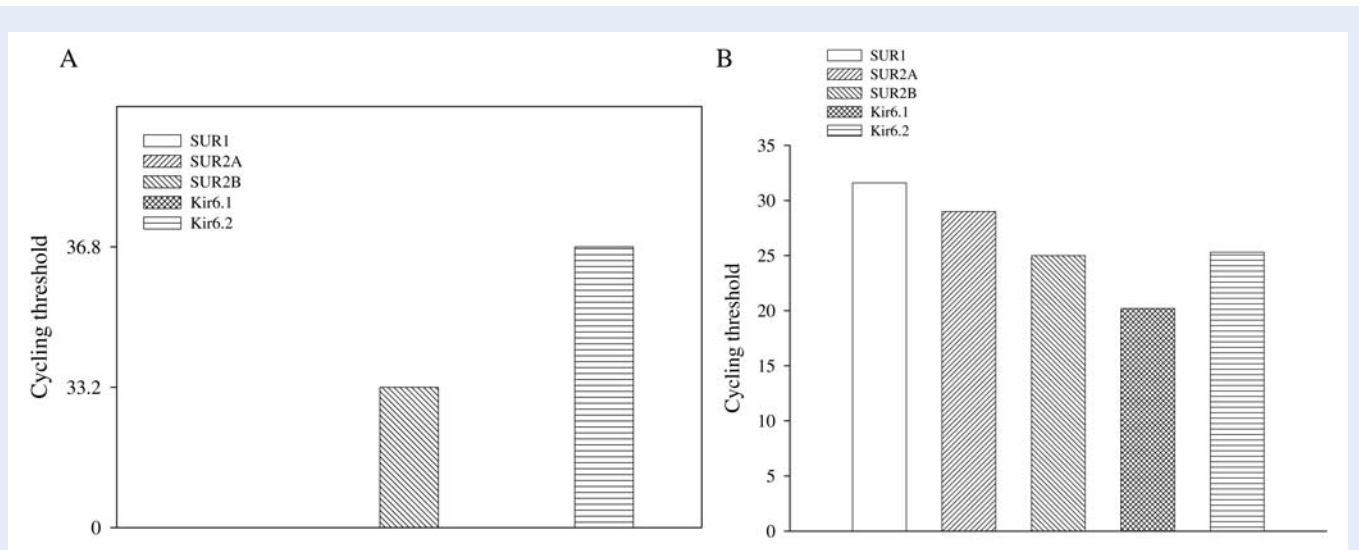 A
SUR1
SUR2A
SUR2B
Kir6.1
Kir6.2
Cycling threshold
36.8
33.2
0
B
SUR1
SUR2A
SUR2B
Kir6.1
Kir6.2
Cycling threshold
35
30
25
20
15
10
5
0